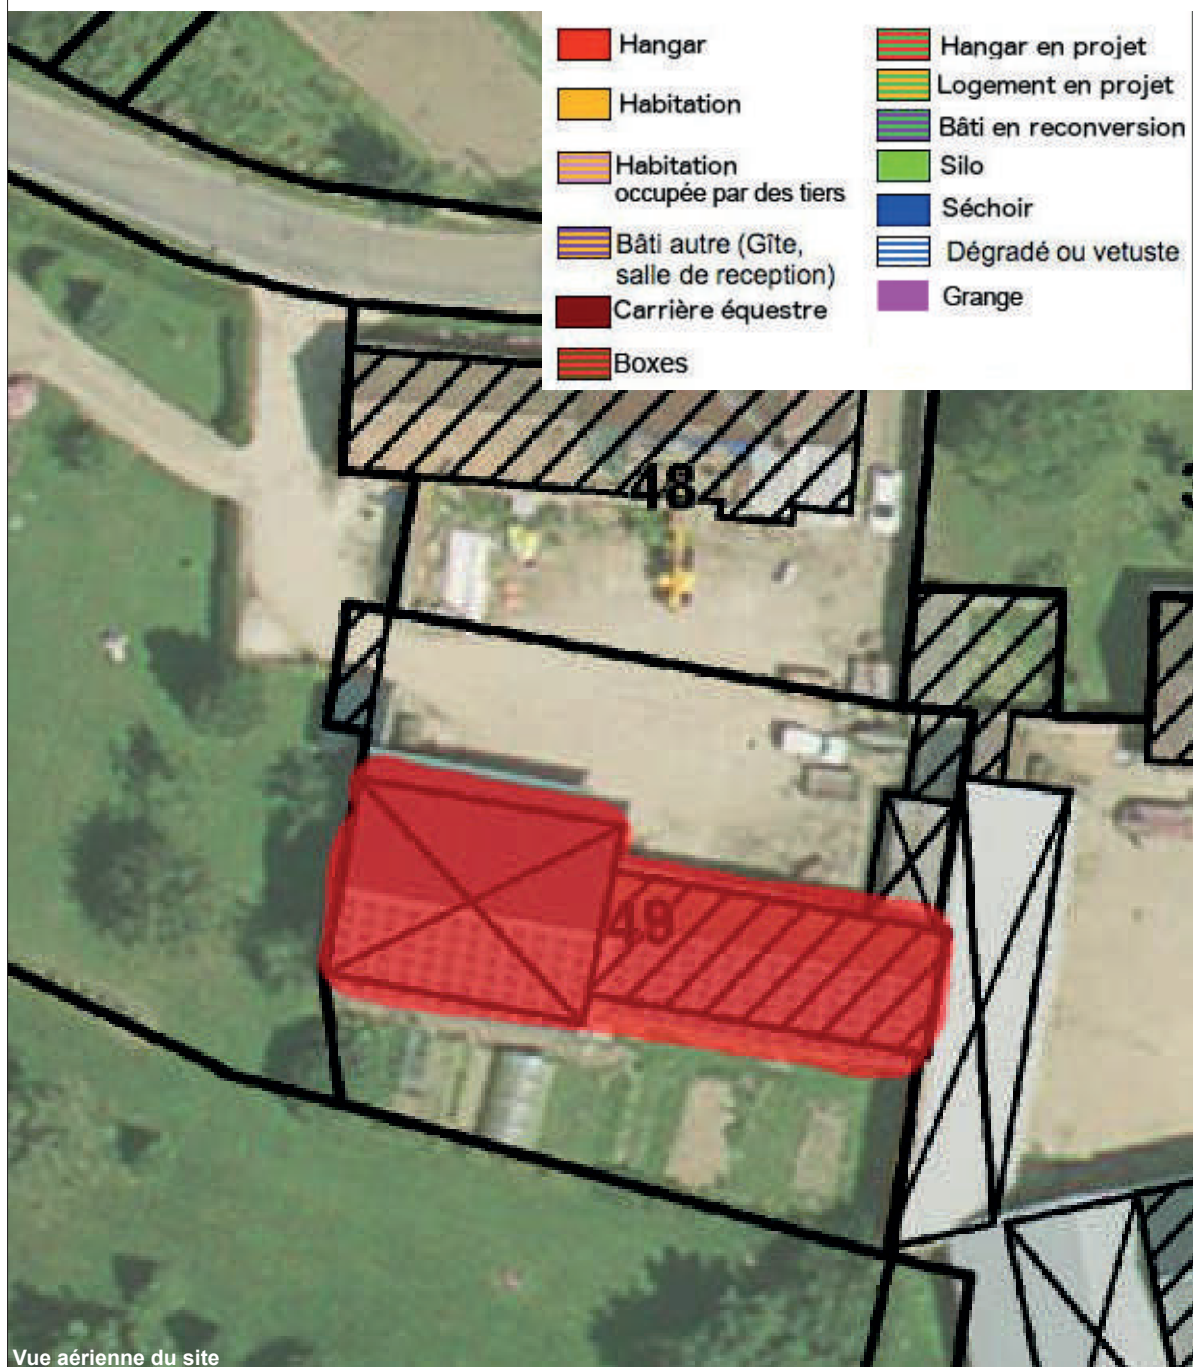 Hangar
Habitation
Habitation
occupée par des tiers
Bâti autre (Gîte,
salle de reception)
Carrière équestre
Boxes
Hangar en projet
Logement en projet
Bâti en reconversion
Silo
Séchoir
Dégradé ou vetuste
Grange
48
49
Vue aérienne du site